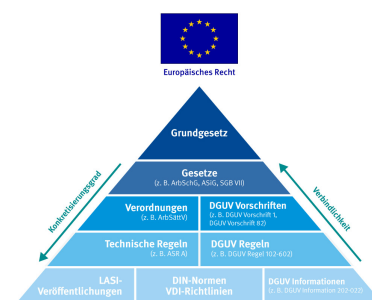 Europäisches Recht
Grundgesetz
Gesetze
(z. B. ArbSchG, ASiG, SGB VII)
Konkretisierungsgrad
Verbindlichkeit
Verordnungen
(z. B. ArbStättV)
DGUV Vorschriften
(z. B. DGUV Vorschrift 1,
DGUV Vorschrift 82)
Technische Regeln
(z. B. ASR A)
DGUV Regeln
(z. B. DGUV Regel 102-602)
LASI-
Veröffentlichungen
DIN-Normen
VDI-Richtlinien
DGUV Informationen
(z. B. DGUV Information 202-022)